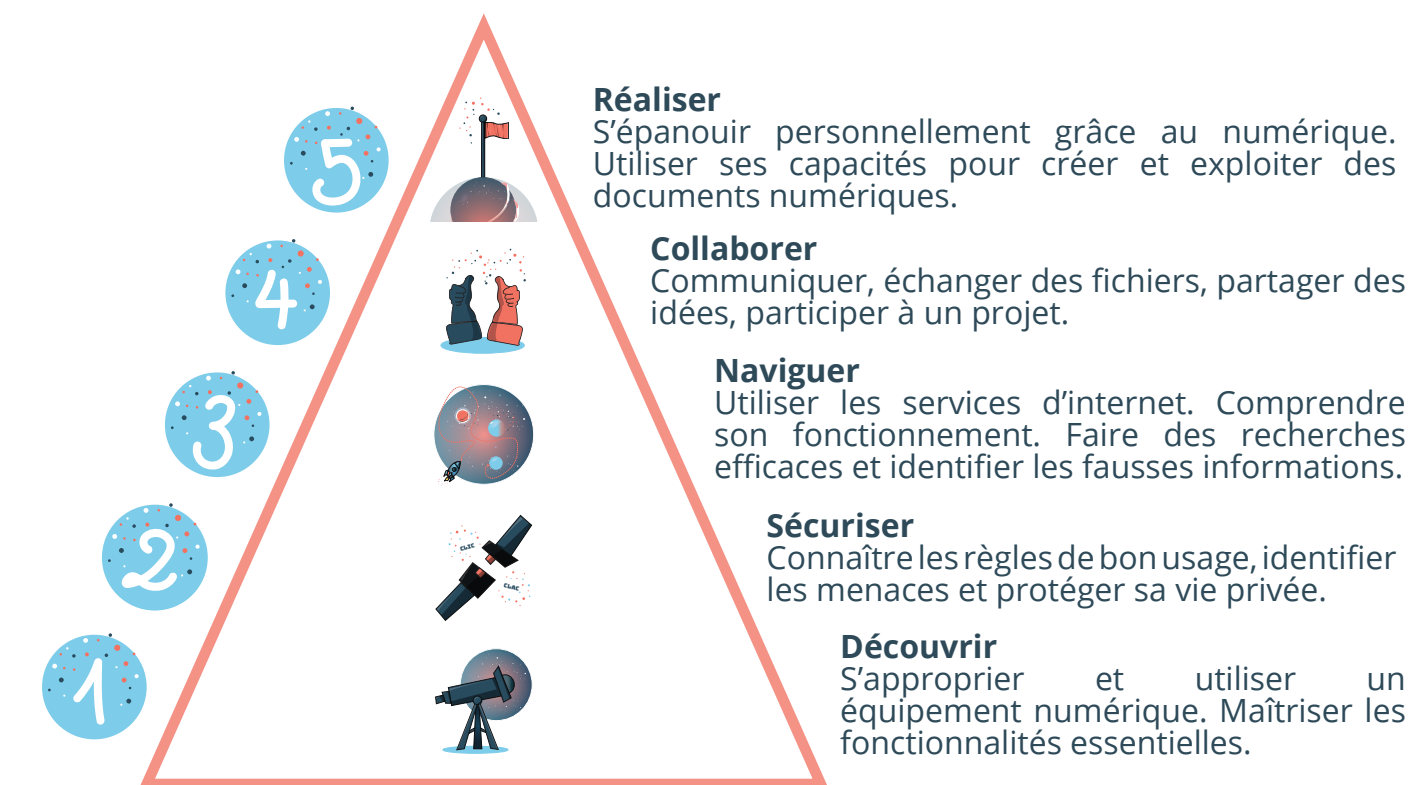 5
Réaliser
S’épanouir personnellement grâce au numérique.
Utiliser ses capacités pour créer et exploiter des
documents numériques.
4
Collaborer
Communiquer, échanger des fichiers, partager des
idées, participer à un projet.
3
Naviguer
Utiliser les services d’internet. Comprendre
son fonctionnement. Faire des recherches
efficaces et identifier les fausses informations.
2
CLIC
CLAC
Sécuriser
Connaître les règles de bon usage, identifier
les menaces et protéger sa vie privée.
1
Découvrir
S’approprier et utiliser un
équipement numérique. Maîtriser les
fonctionnalités essentielles.